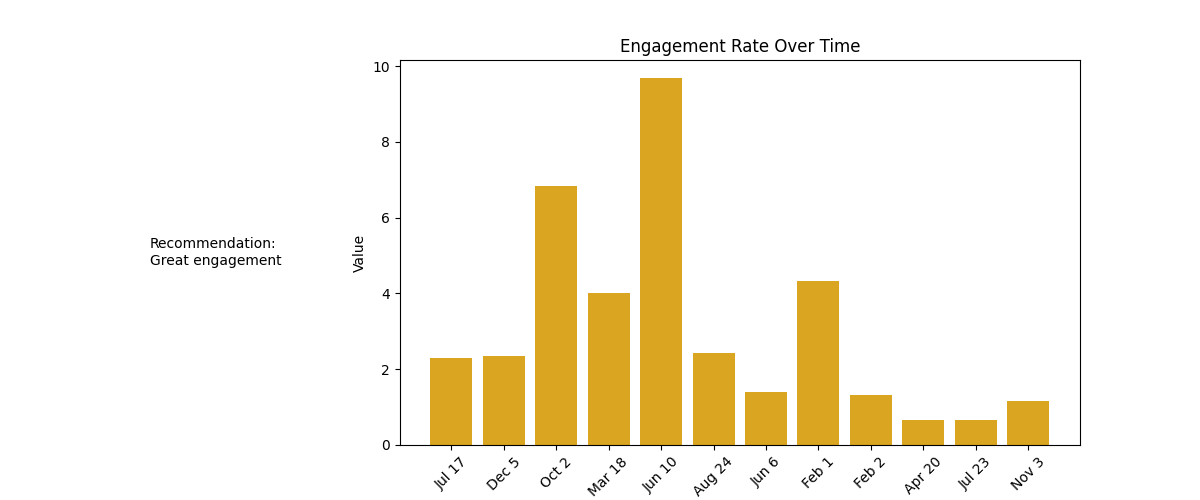 Engagement Rate Over Time
Recommendation:
Great engagement
Value
10
8
6
4
2
0
Jul 17
Dec 5
Oct 2
Mar 18
Jun 10
Aug 24
Jun 6
Feb 1
Feb 2
Apr 20
Jul 23
Nov 3